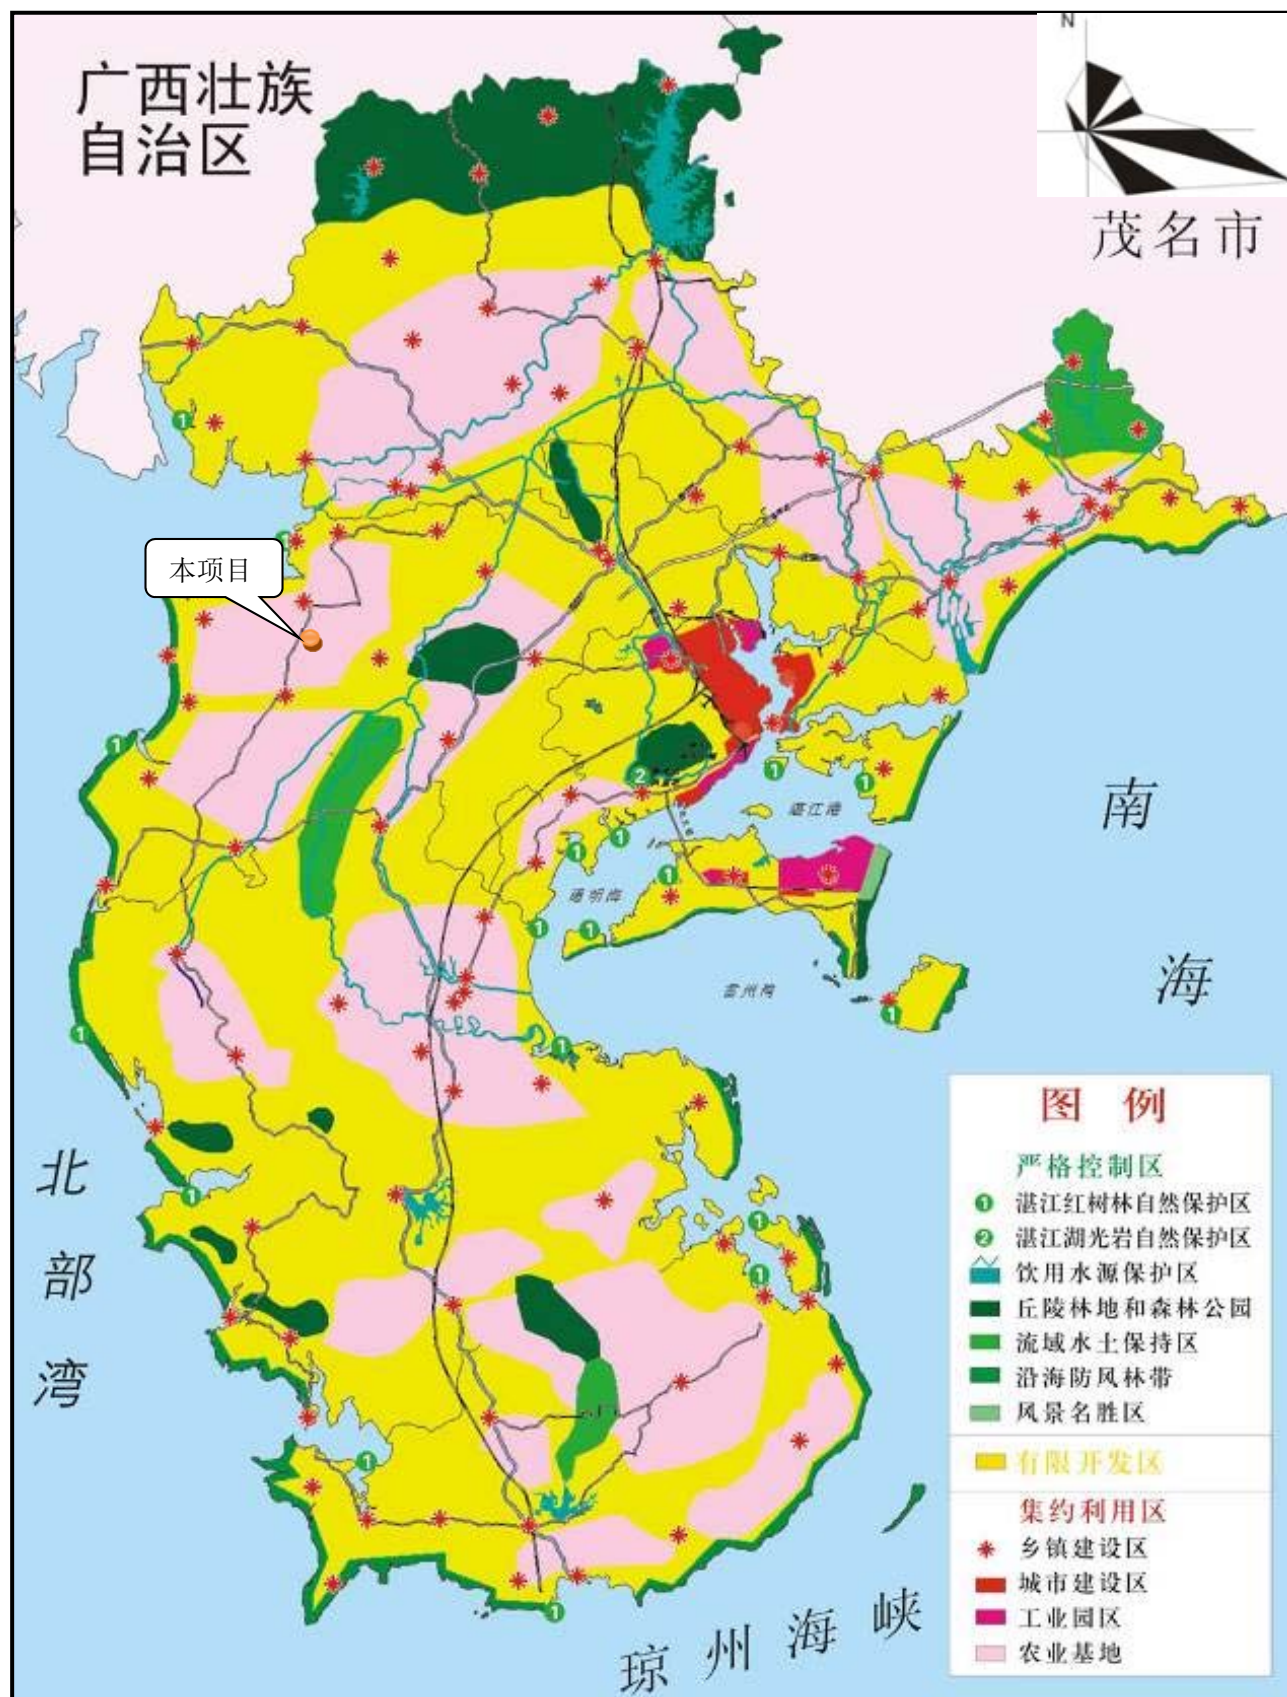 广西壮族
自治区
N
茂名市
本项目
湛江港
通明海
雷州湾
南
海
北
部
湾
琼州海峡
图 例
严格控制区
1 湛江红树林自然保护区
2 湛江湖光岩自然保护区
饮用水源保护区
丘陵林地和森林公园
流域水土保持区
沿海防风林带
风景名胜区
有限开发区
集约利用区
乡镇建设区
城市建设区
工业园区
农业基地